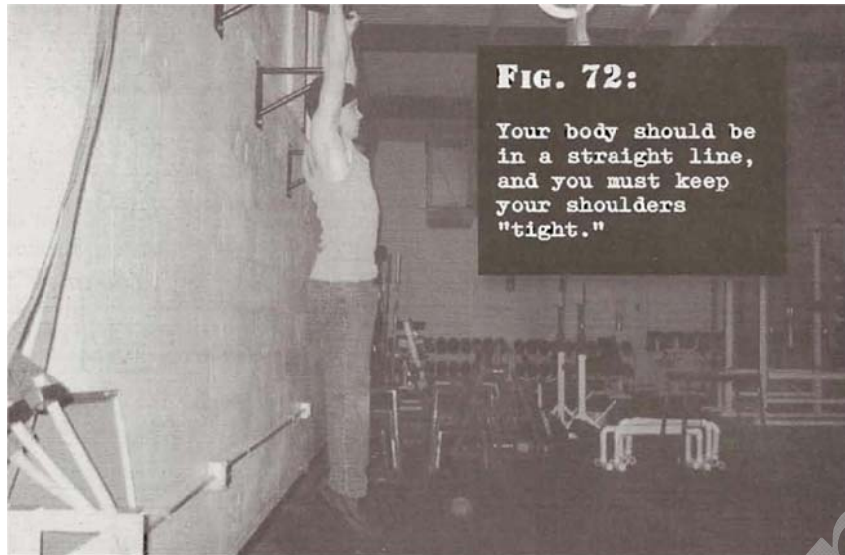 FIG. 72:
Your body should be
in a straight line,
and you must keep
your shoulders
"tight."